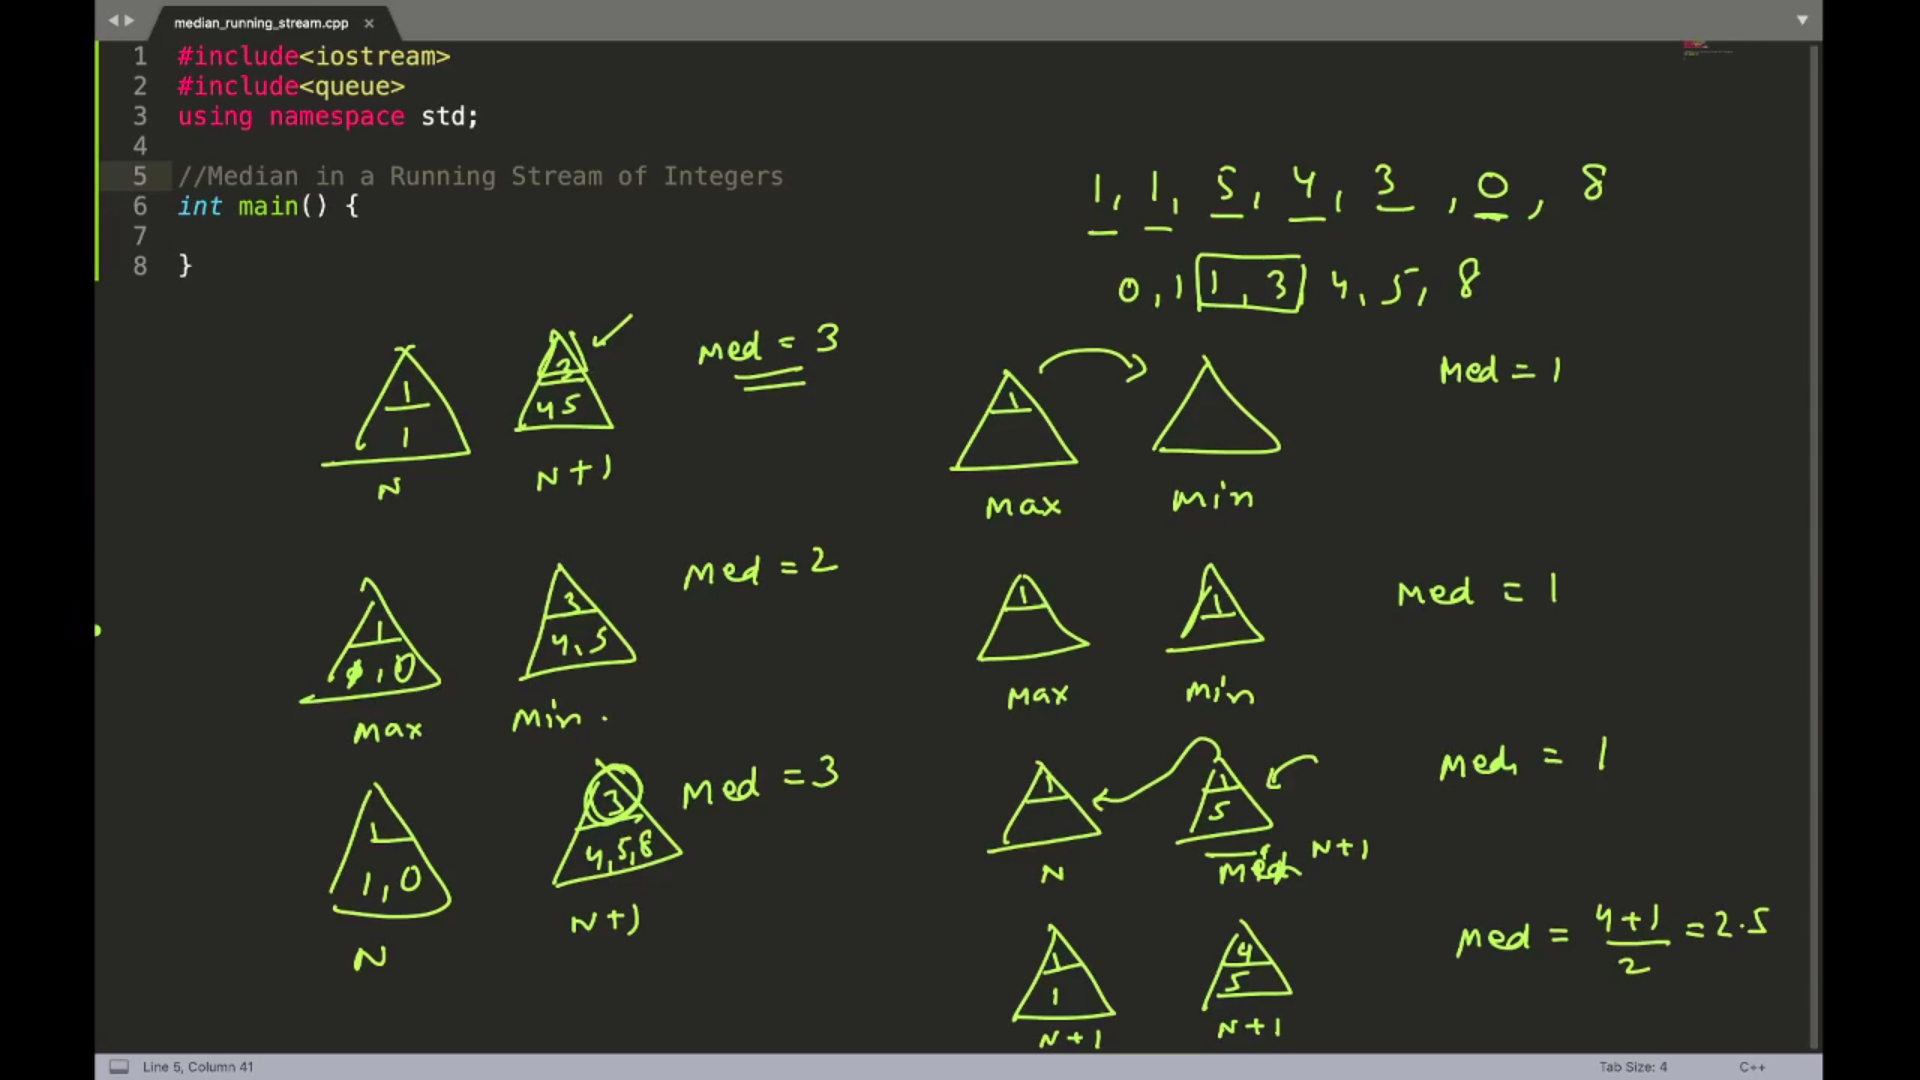 median_running_stream.cpp ×
1 #include<iostream>
2 #include<queue>
3 using namespace std;
4
5 //Median in a Running Stream of Integers
6 int main() {
7
8 }
1, 1, 5, 4, 3, 0, 8
0, 1 1, 3 4, 5, 8
1
1
N
3
4 5
N+1
Med = 3
1
Max
Min
Med = 1
1
0
Max
3
4, 5
Min .
Med = 2
1
Max
1
Min
Med = 1
1
1, 0
N
3
4, 5, 8
N+1
Med = 3
1
N
1
5
N+1
Med = 1
1
1
N+1
4
5
N+1
Med = 4+1 / 2 = 2.5
Line 5, Column 41
Tab Size: 4
C++